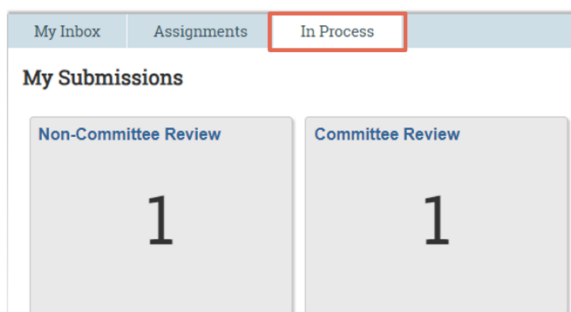 My Inbox Assignments In Process
My Submissions
Non-Committee Review Committee Review
1 1